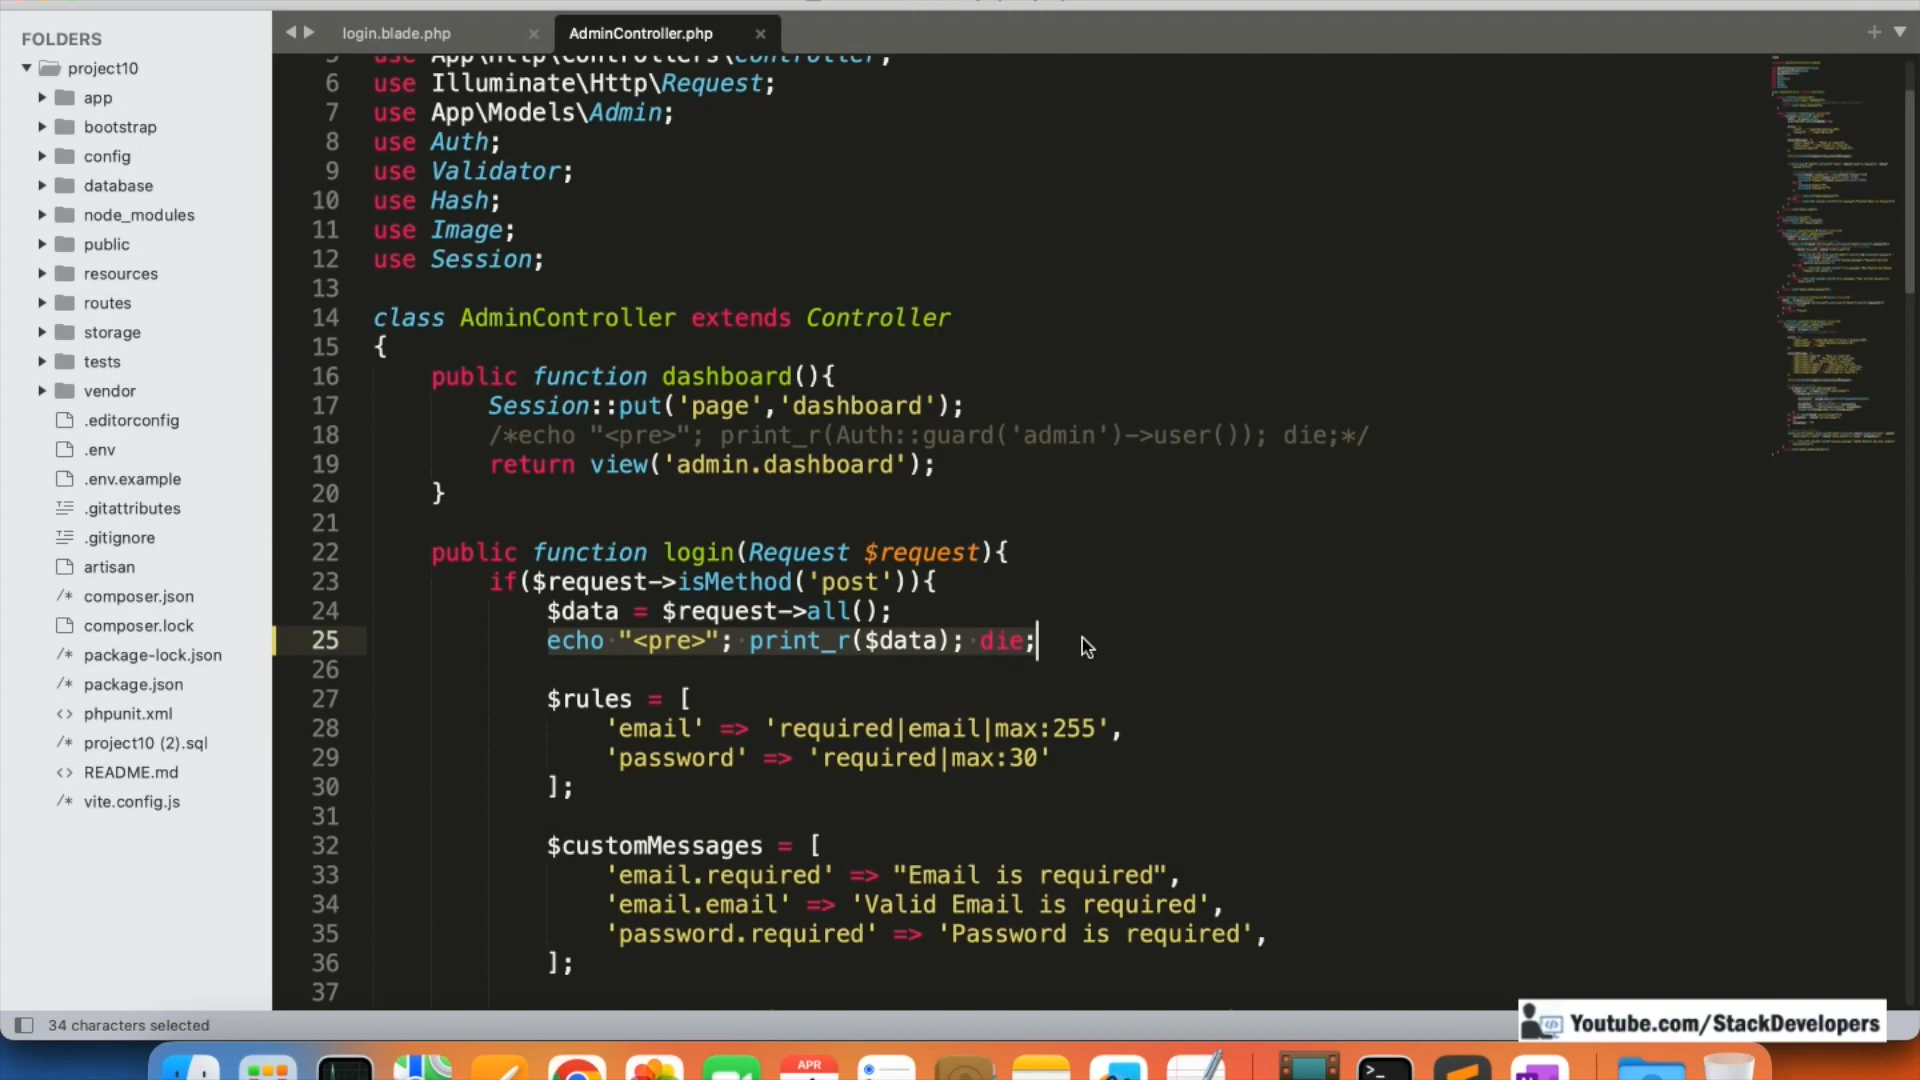 FOLDERS
project10
app
bootstrap
config
database
node_modules
public
resources
routes
storage
tests
vendor
.editorconfig
.env
.env.example
.gitattributes
.gitignore
artisan
/* composer.json
composer.lock
/* package-lock.json
/* package.json
<> phpunit.xml
/* project10 (2).sql
<> README.md
/* vite.config.js
login.blade.php ×
AdminController.php ×
5 use App\Http\Controllers\Controller;
6 use Illuminate\Http\Request;
7 use App\Models\Admin;
8 use Auth;
9 use Validator;
10 use Hash;
11 use Image;
12 use Session;
13
14 class AdminController extends Controller
15 {
16 public function dashboard(){
17 Session::put('page','dashboard');
18 /*echo "<pre>"; print_r(Auth::guard('admin')->user()); die;*/
19 return view('admin.dashboard');
20 }
21
22 public function login(Request $request){
23 if($request->isMethod('post')){
24 $data = $request->all();
25 echo "<pre>"; print_r($data); die;
26
27 $rules = [
28 'email' => 'required|email|max:255',
29 'password' => 'required|max:30'
30 ];
31
32 $customMessages = [
33 'email.required' => "Email is required",
34 'email.email' => 'Valid Email is required',
35 'password.required' => 'Password is required',
36 ];
37
34 characters selected
Youtube.com/StackDevelopers
APR